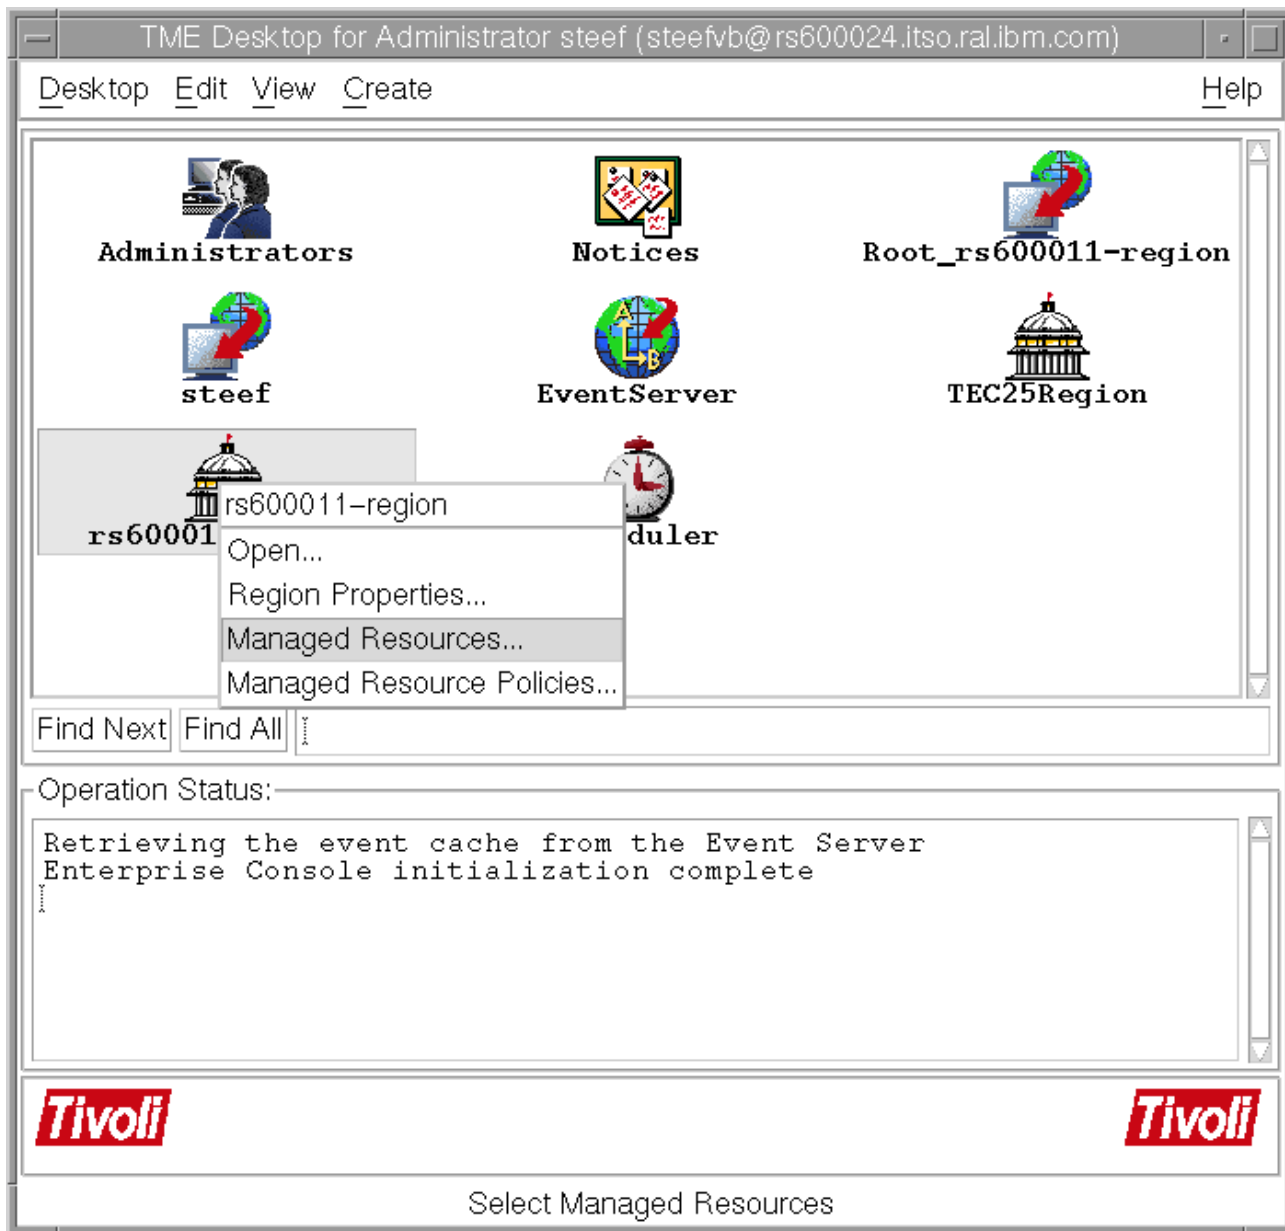 TME Desktop for Administrator steef (steefvb@rs600024.itso.ral.ibm.com)
Desktop Edit View Create Help
Administrators Notices Root_rs600011-region
steef EventServer TEC25Region
rs60001 duler
rs600011-region
Open...
Region Properties...
Managed Resources...
Managed Resource Policies...
Find Next Find All
Operation Status:
Retrieving the event cache from the Event Server
Enterprise Console initialization complete
Tivoli Tivoli
Select Managed Resources